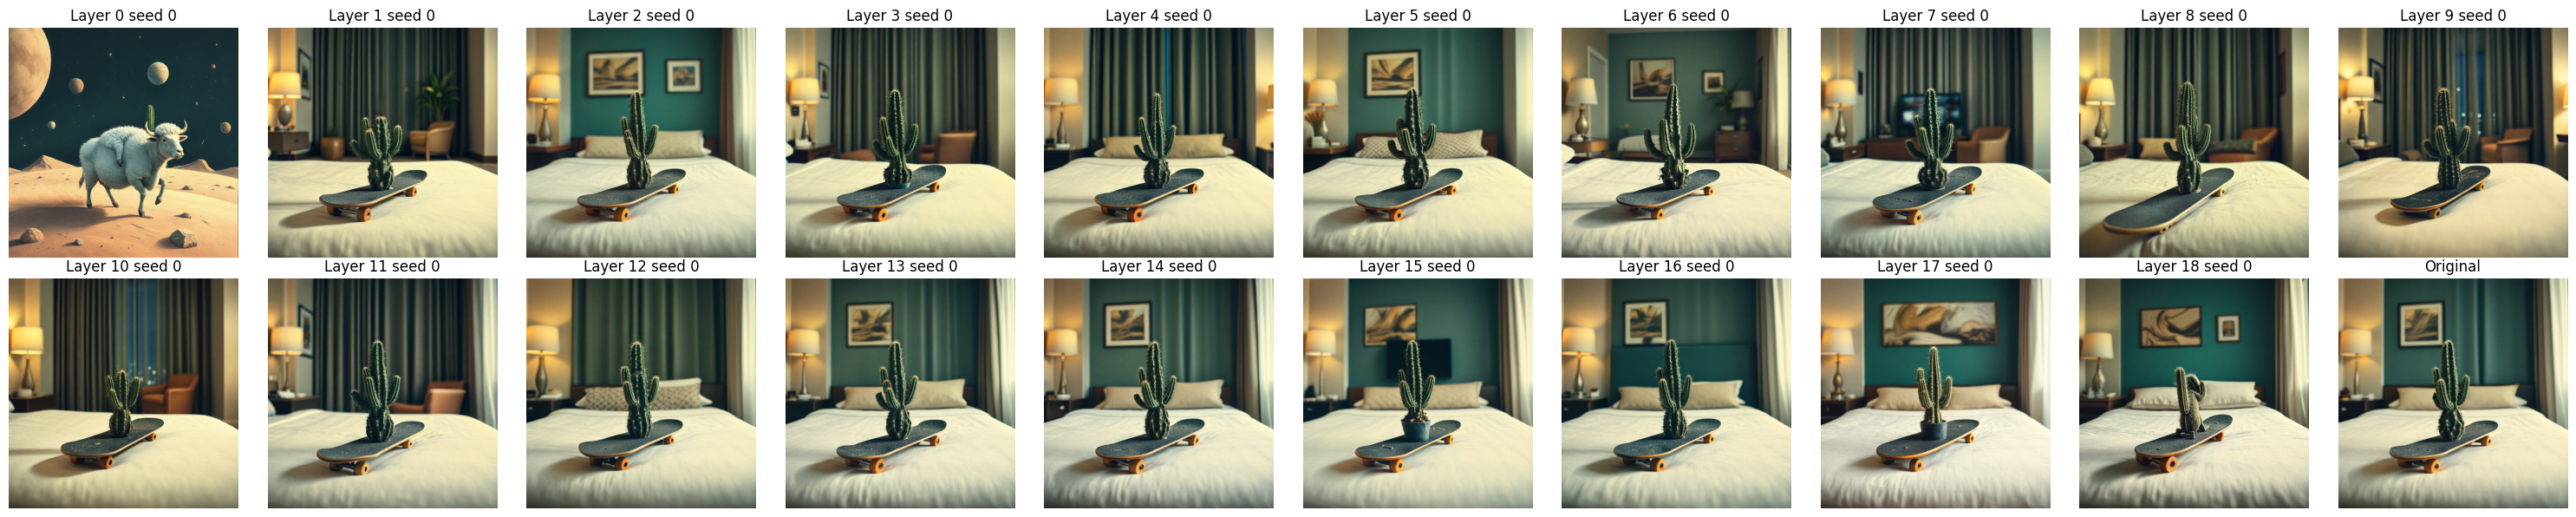 Layer 0 seed 0
Layer 1 seed 0
Layer 2 seed 0
Layer 3 seed 0
Layer 4 seed 0
Layer 5 seed 0
Layer 6 seed 0
Layer 7 seed 0
Layer 8 seed 0
Layer 9 seed 0
Layer 10 seed 0
Layer 11 seed 0
Layer 12 seed 0
Layer 13 seed 0
Layer 14 seed 0
Layer 15 seed 0
Layer 16 seed 0
Layer 17 seed 0
Layer 18 seed 0
Original